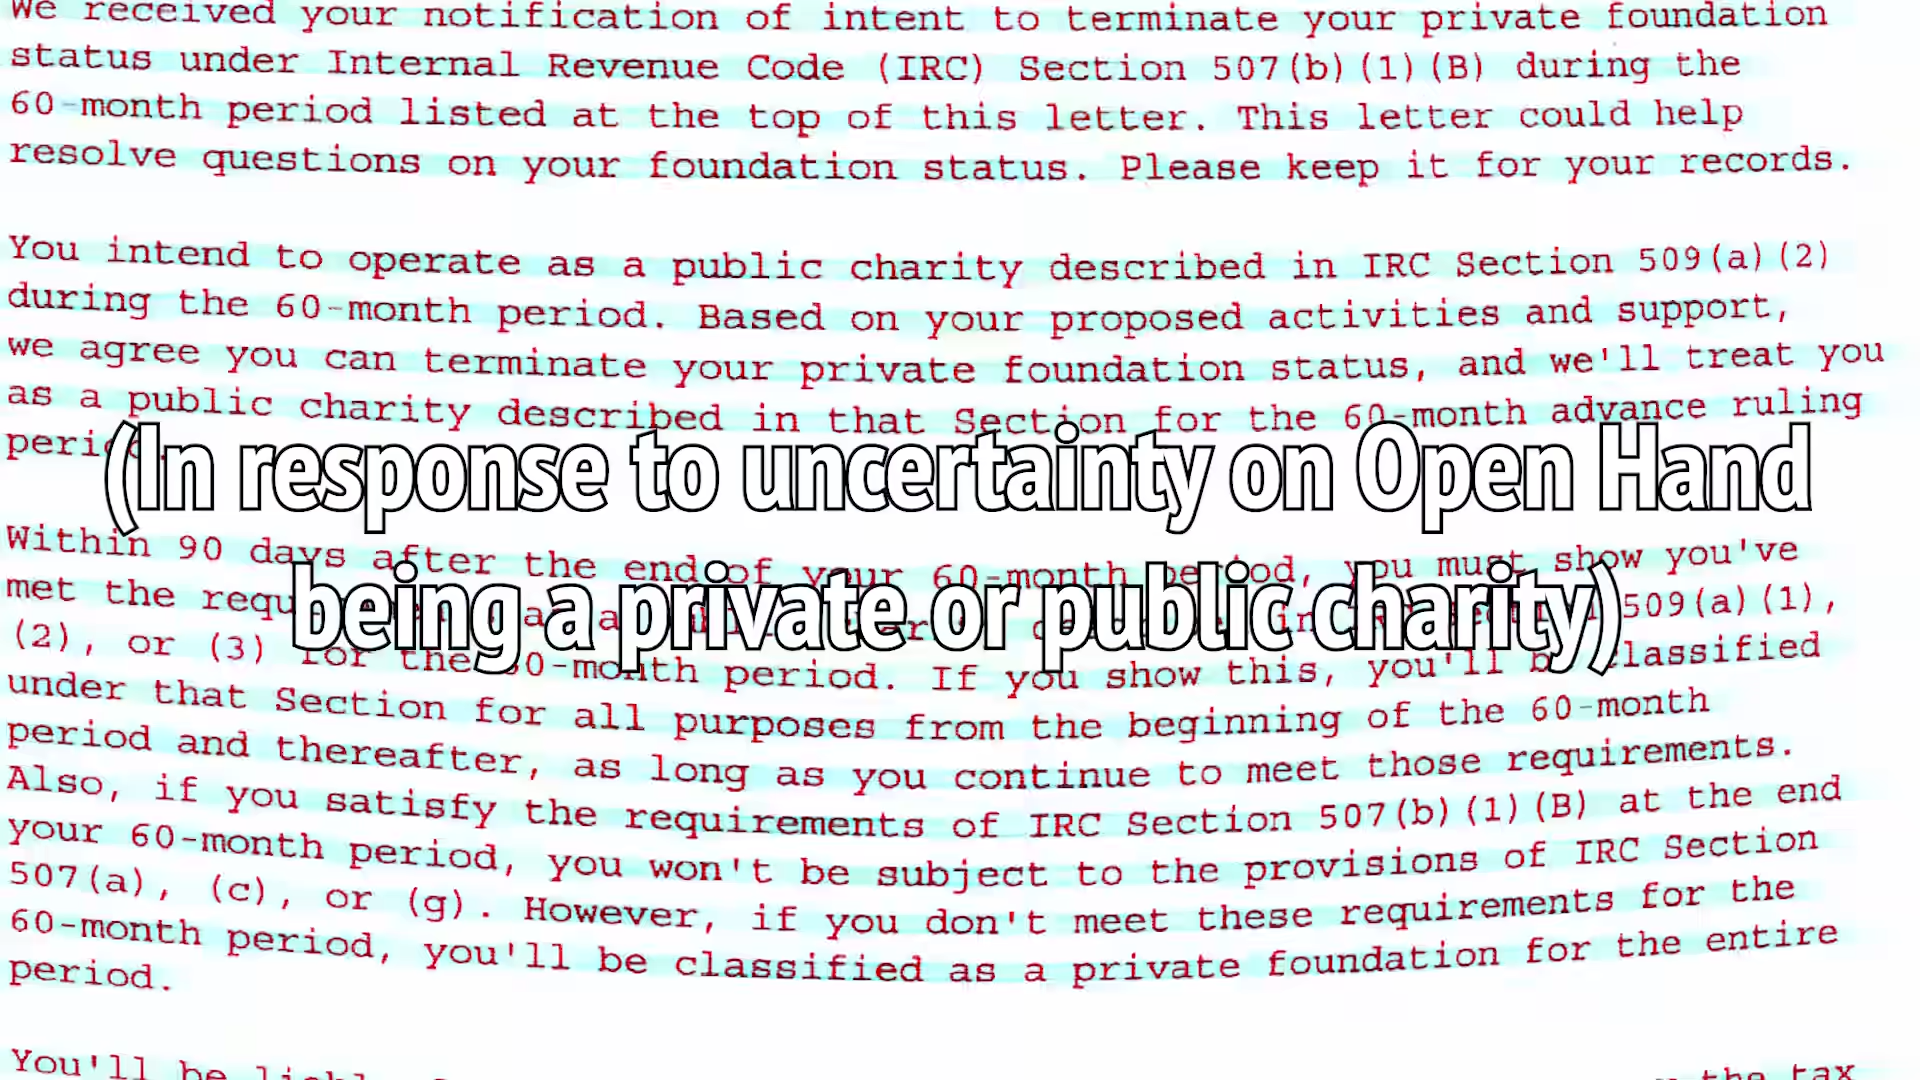 We received your notification of intent to terminate your private foundation
status under Internal Revenue Code (IRC) Section 507(b)(1)(B) during the
60-month period listed at the top of this letter. This letter could help
resolve questions on your foundation status. Please keep it for your records.
You intend to operate as a public charity described in IRC Section 509(a)(2)
during the 60-month period. Based on your proposed activities and support,
we agree you can terminate your private foundation status, and we'll treat you
as a public charity described in that Section for the 60-month advance ruling
(In response to uncertainty on Open Hand
being a private or public charity)
Within 90 days after the end of your 60-month period, you must show you've
met the 509(a)(1),
(2), or (3) for the 60-month period. If you show this, you'll be classified
under that Section for all purposes from the beginning of the 60-month
period and thereafter, as long as you continue to meet those requirements.
Also, if you satisfy the requirements of IRC Section 507(b)(1)(B) at the end
your 60-month period, you won't be subject to the provisions of IRC Section
507(a), (c), or (g). However, if you don't meet these requirements for the
60-month period, you'll be classified as a private foundation for the entire
period.
You'll be the tax